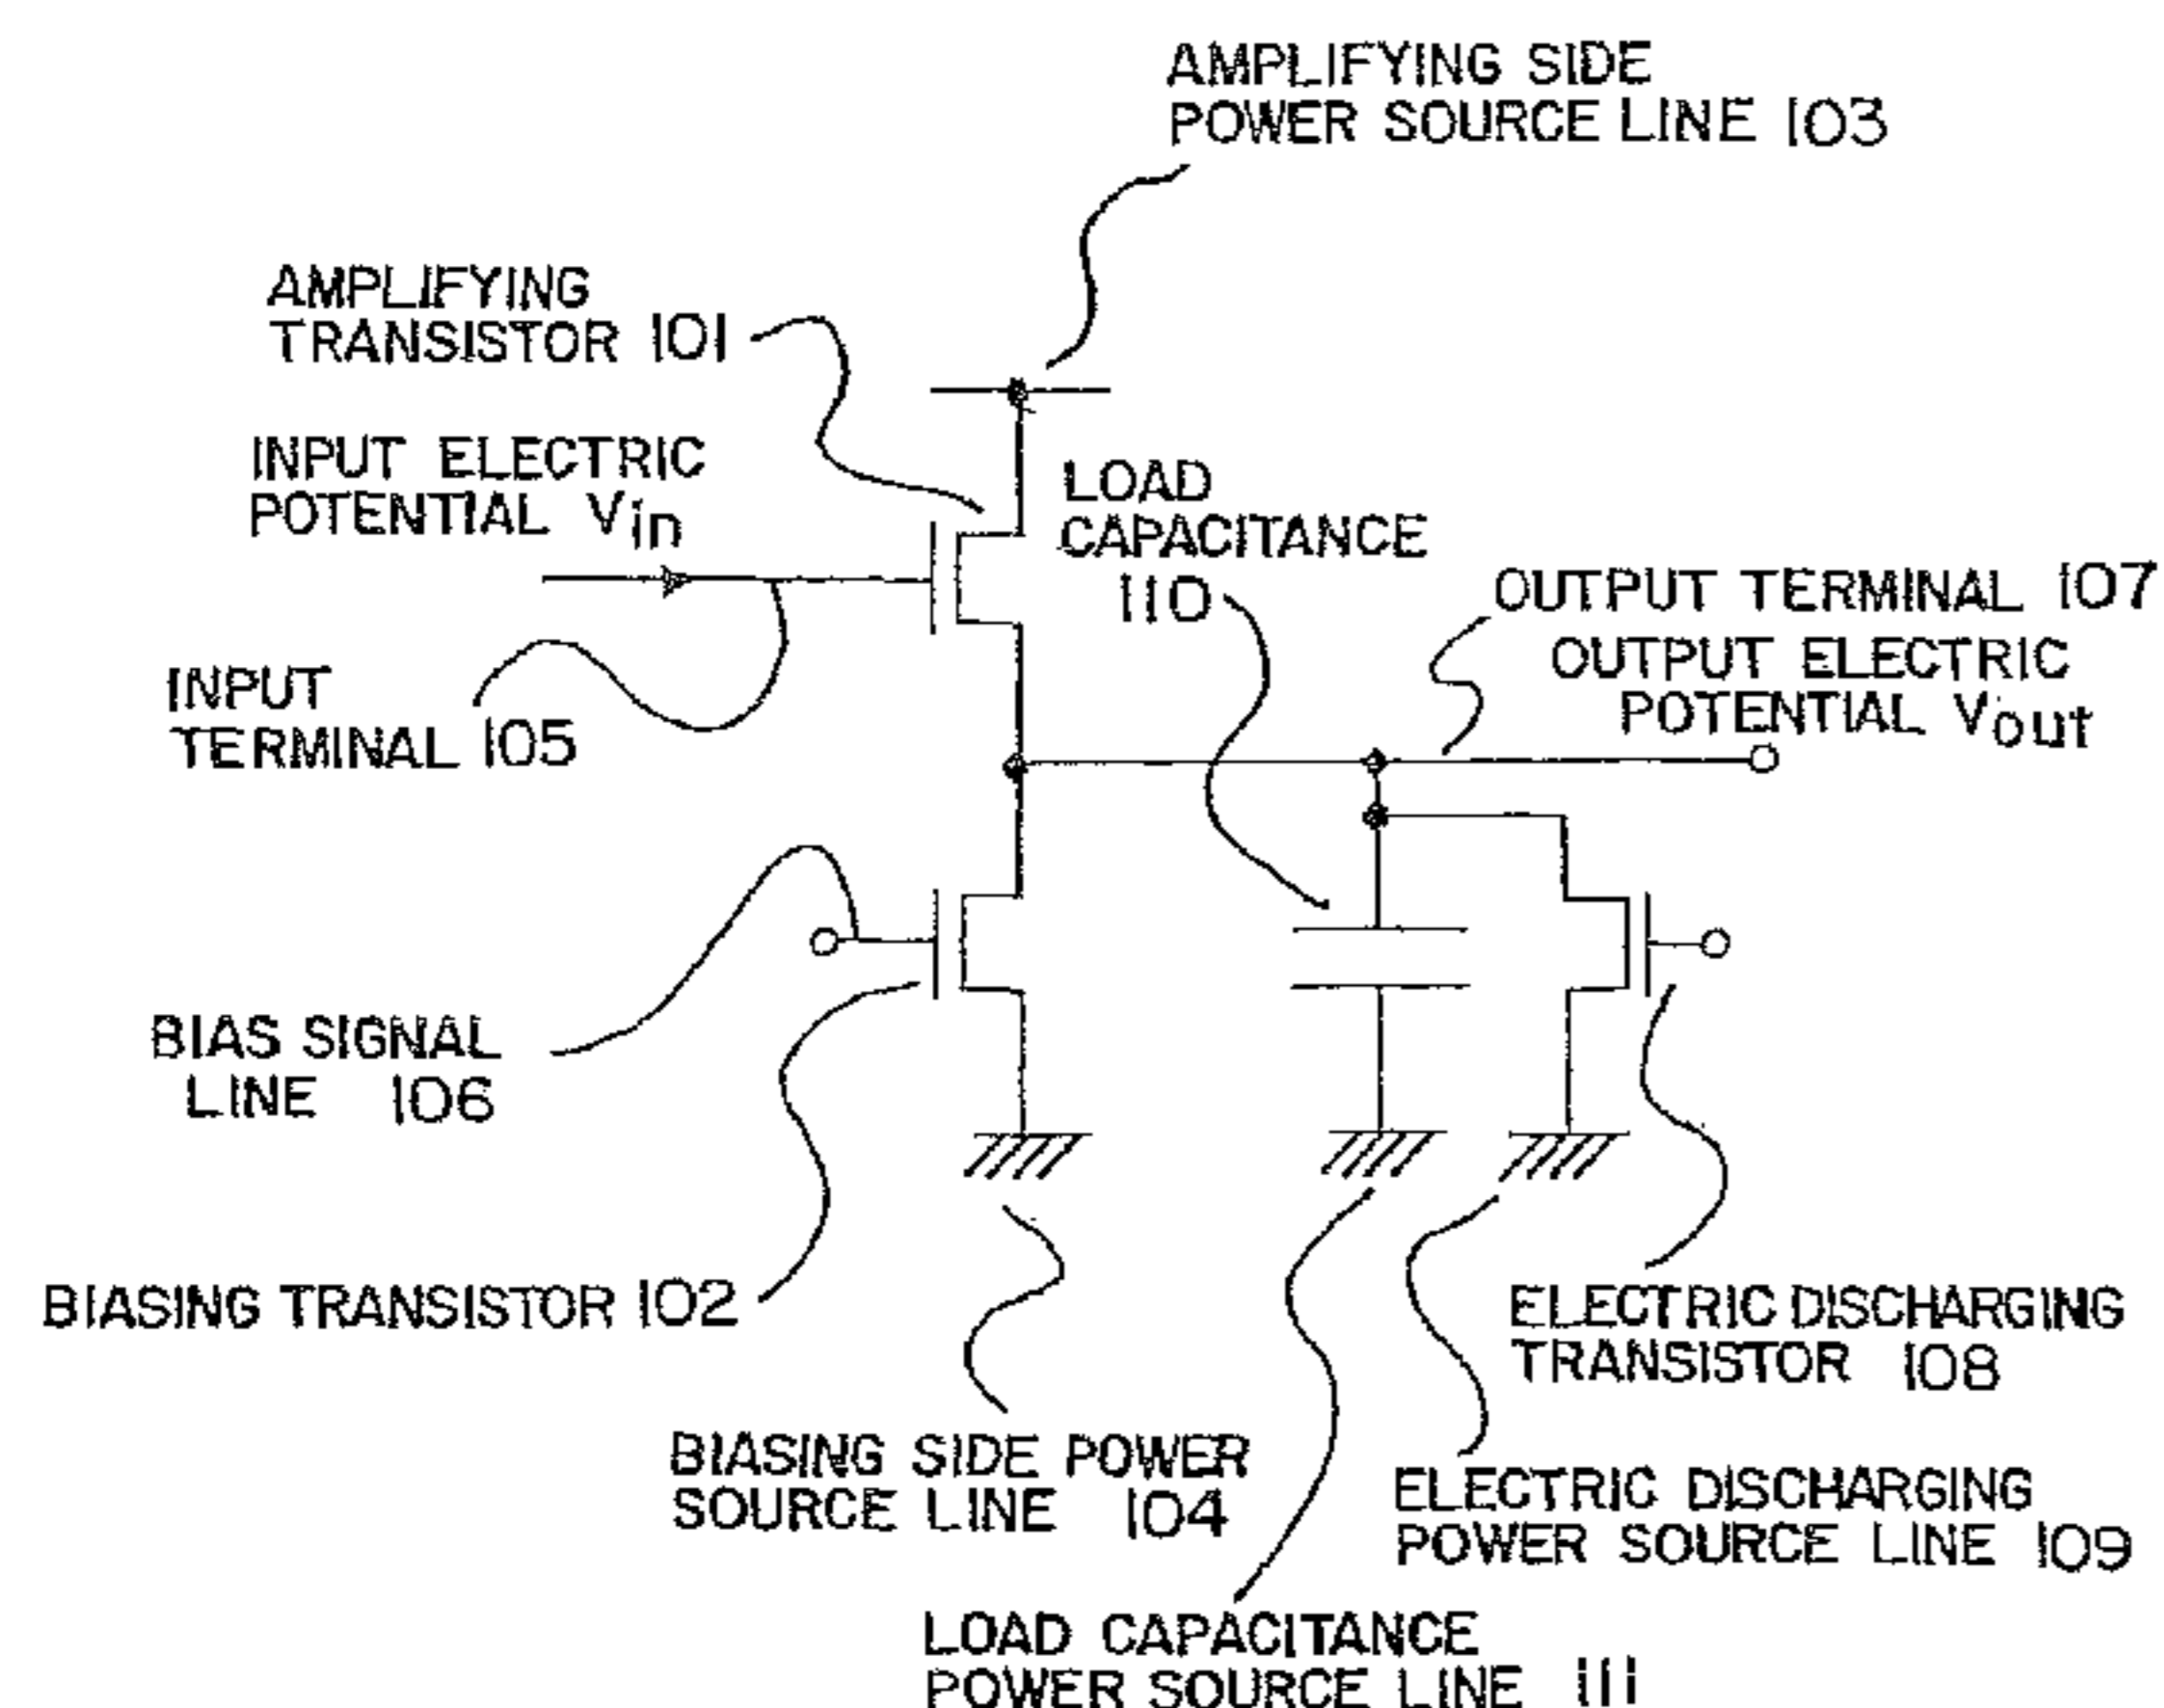 AMPLIFYING SIDE
POWER SOURCE LINE 103
AMPLIFYING
TRANSISTOR 101
INPUT ELECTRIC
POTENTIAL Vin
LOAD
CAPACITANCE
110
OUTPUT TERMINAL 107
OUTPUT ELECTRIC
POTENTIAL Vout
INPUT
TERMINAL 105
BIAS SIGNAL
LINE 106
BIASING TRANSISTOR 102
ELECTRIC DISCHARGING
TRANSISTOR 108
BIASING SIDE POWER
SOURCE LINE 104
ELECTRIC DISCHARGING
POWER SOURCE LINE 109
LOAD CAPACITANCE
POWER SOURCE LINE 111